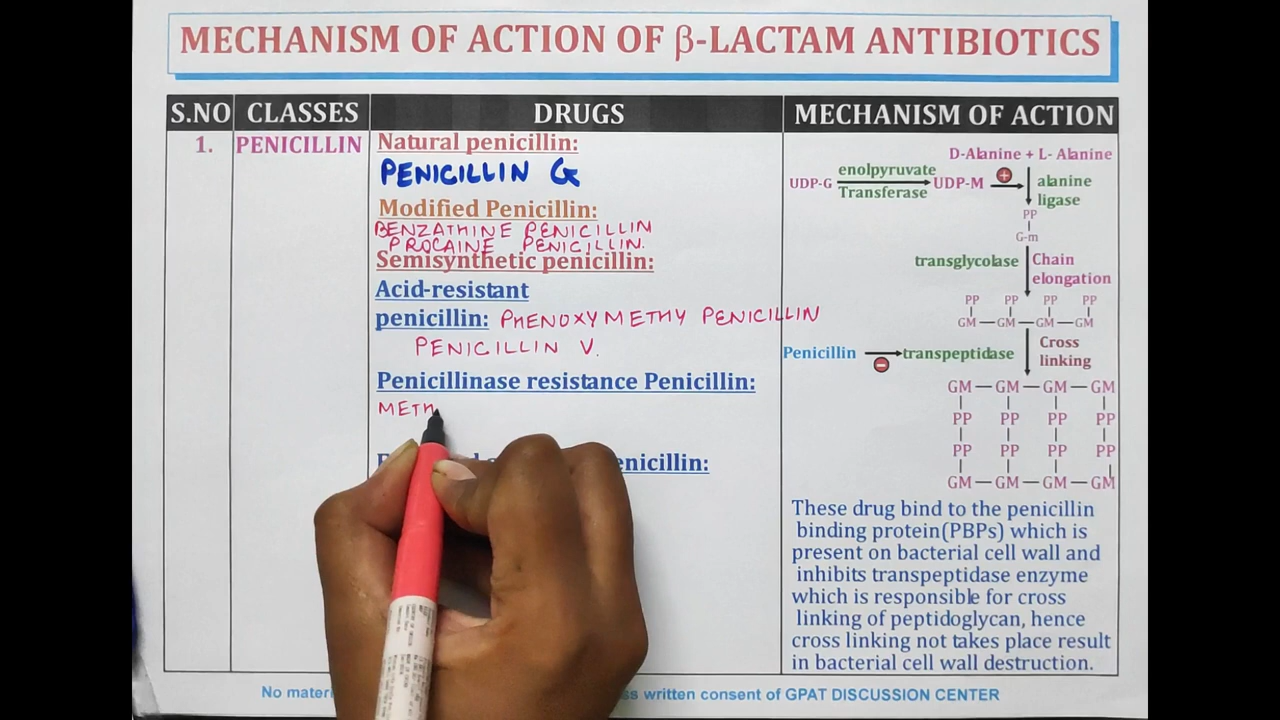 MECHANISM OF ACTION OF β-LACTAM ANTIBIOTICS
S.NO CLASSES DRUGS MECHANISM OF ACTION
1. PENICILLIN
Natural penicillin:
PENICILLIN G
Modified Penicillin:
BENZATHINE PENICILLIN
PROCAINE PENICILLIN.
Semisynthetic penicillin:
Acid-resistant
penicillin: PHENOXYMETHY PENICILLIN
PENICILLIN V.
Penicillinase resistance Penicillin:
METH
enicillin:
D-Alanine + L- Alanine
UDP-G enolpyruvate Transferase UDP-M + alanine ligase
PP
G-m
transglycolase Chain elongation
PP PP PP PP
GM GM GM GM
Penicillin transpeptidase Cross linking
GM GM GM GM
PP PP PP PP
PP PP PP PP
GM GM GM GM
These drug bind to the penicillin
binding protein(PBPs) which is
present on bacterial cell wall and
inhibits transpeptidase enzyme
which is responsible for cross
linking of peptidoglycan, hence
cross linking not takes place result
in bacterial cell wall destruction.
No materi ss written consent of GPAT DISCUSSION CENTER